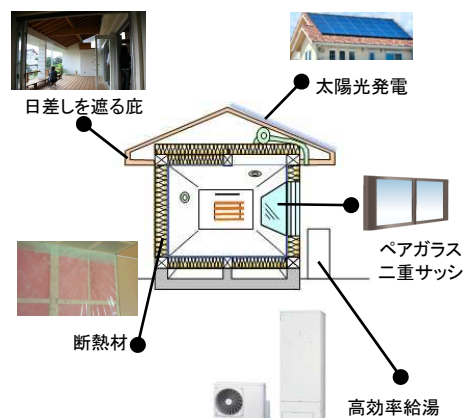 日差しを遮る庇
太陽光発電
ペアガラス
二重サッシ
断熱材
高効率給湯